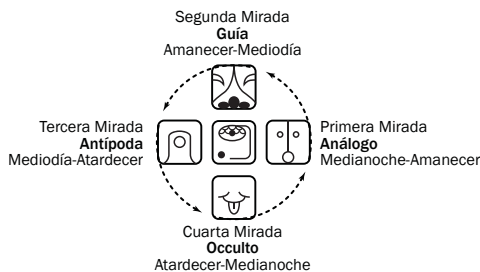 Segunda Mirada
Guía
Amanecer-Mediodía
Tercera Mirada
Antípoda
Mediodía-Atardecer
Primera Mirada
Análogo
Medianoche-Amanecer
Cuarta Mirada
Occulto
Atardecer-Medianoche